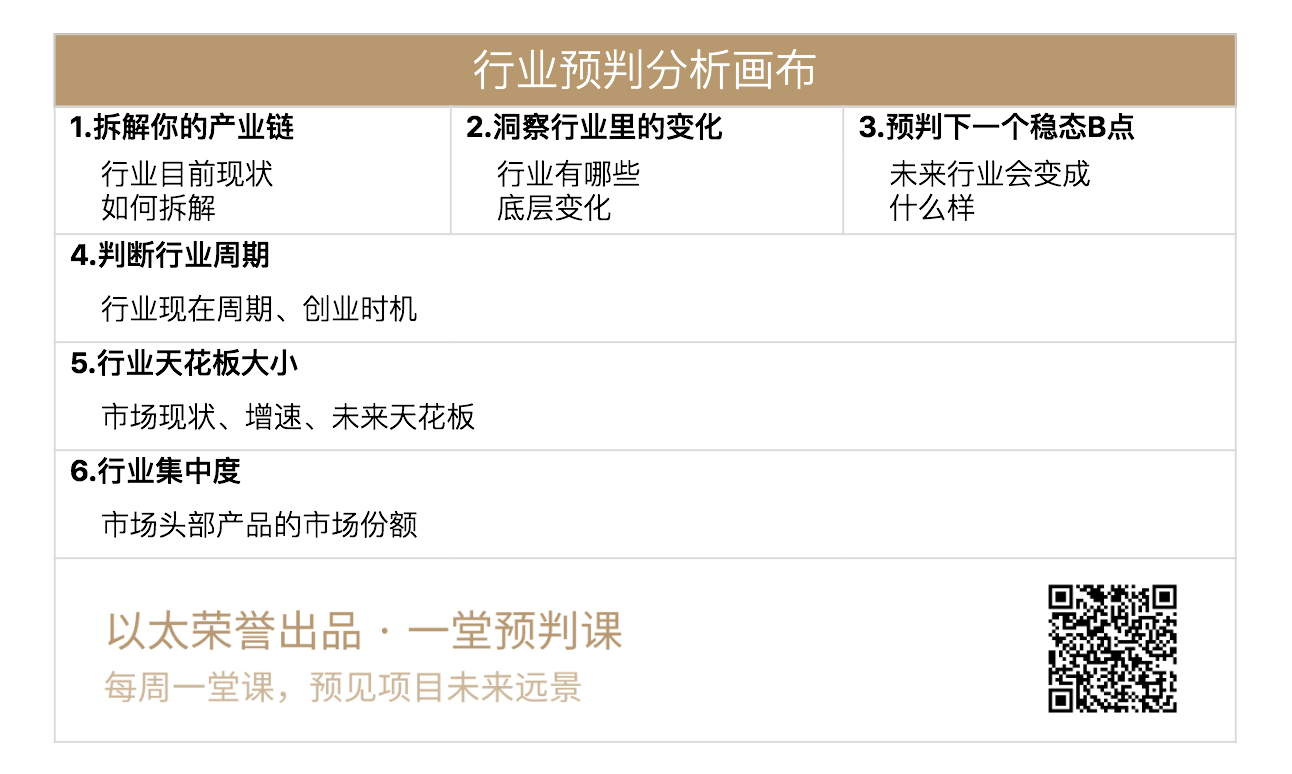 行业预判分析画布
1.拆解你的产业链
行业目前现状
如何拆解
2.洞察行业里的变化
行业有哪些
底层变化
3.预判下一个稳态B点
未来行业会变成
什么样
4.判断行业周期
行业现在周期、创业时机
5.行业天花板大小
市场现状、增速、未来天花板
6.行业集中度
市场头部产品的市场份额
以太荣誉出品 · 一堂预判课
每周一堂课，预见项目未来远景